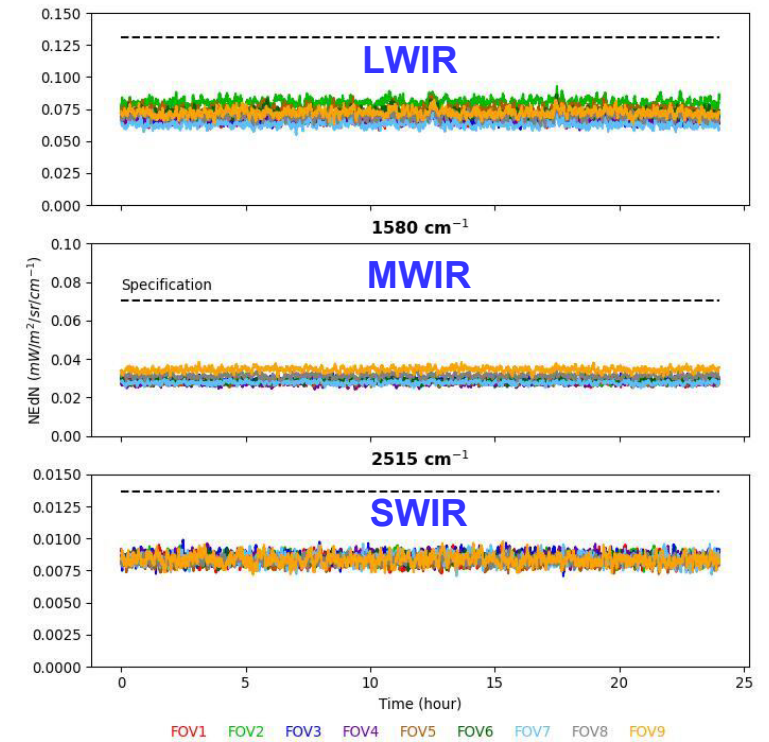 0.150
0.125
LWIR
0.100
0.075
0.050
0.025
0.000
1580 cm⁻¹
0.10
MWIR
0.08
Specification
0.06
0.04
0.02
0.00
NEdN (mW/m²/sr/cm⁻¹)
2515 cm⁻¹
0.0150
0.0125
SWIR
0.0100
0.0075
0.0050
0.0025
0.0000
0 5 10 15 20 25
Time (hour)
FOV1 FOV2 FOV3 FOV4 FOV5 FOV6 FOV7 FOV8 FOV9